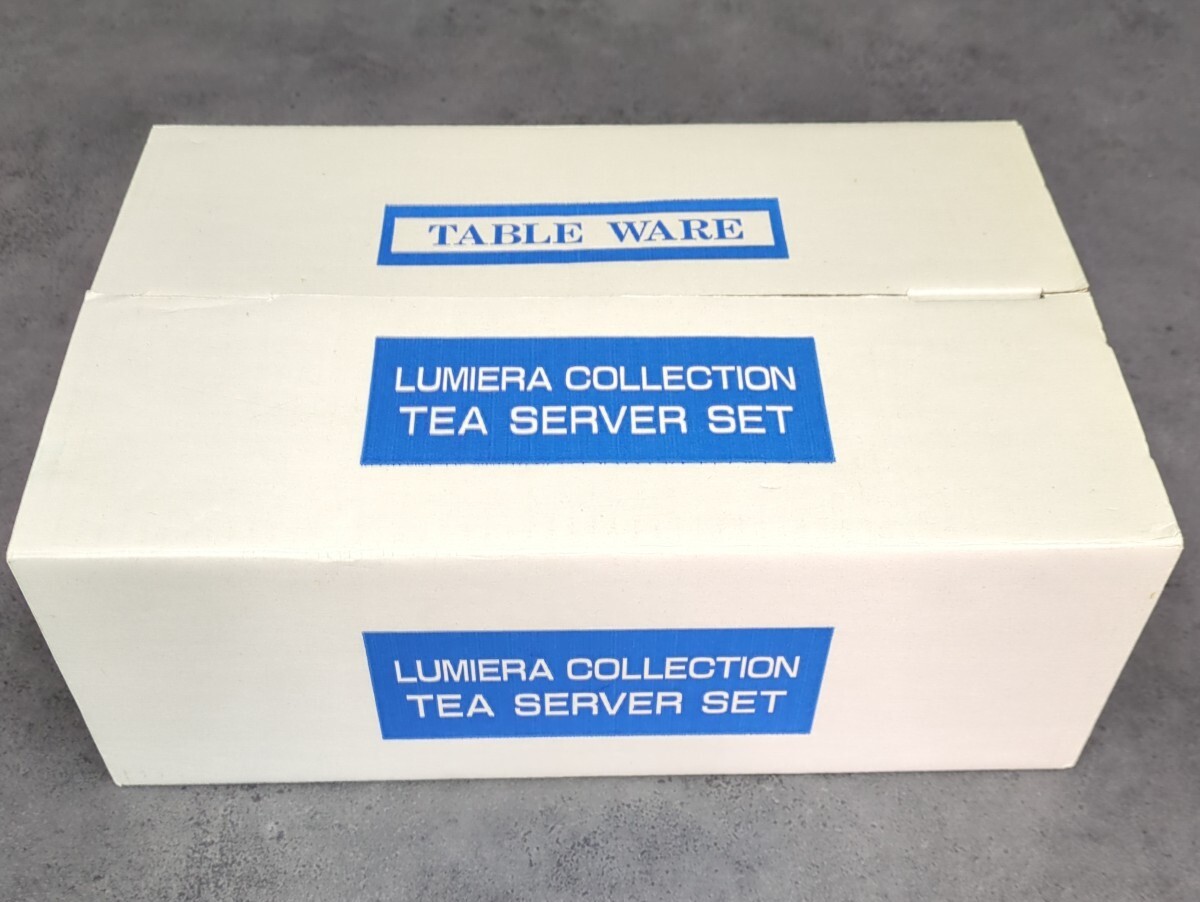 TABLE WARE
LUMIERA COLLECTION
TEA SERVER SET
LUMIERA COLLECTION
TEA SERVER SET